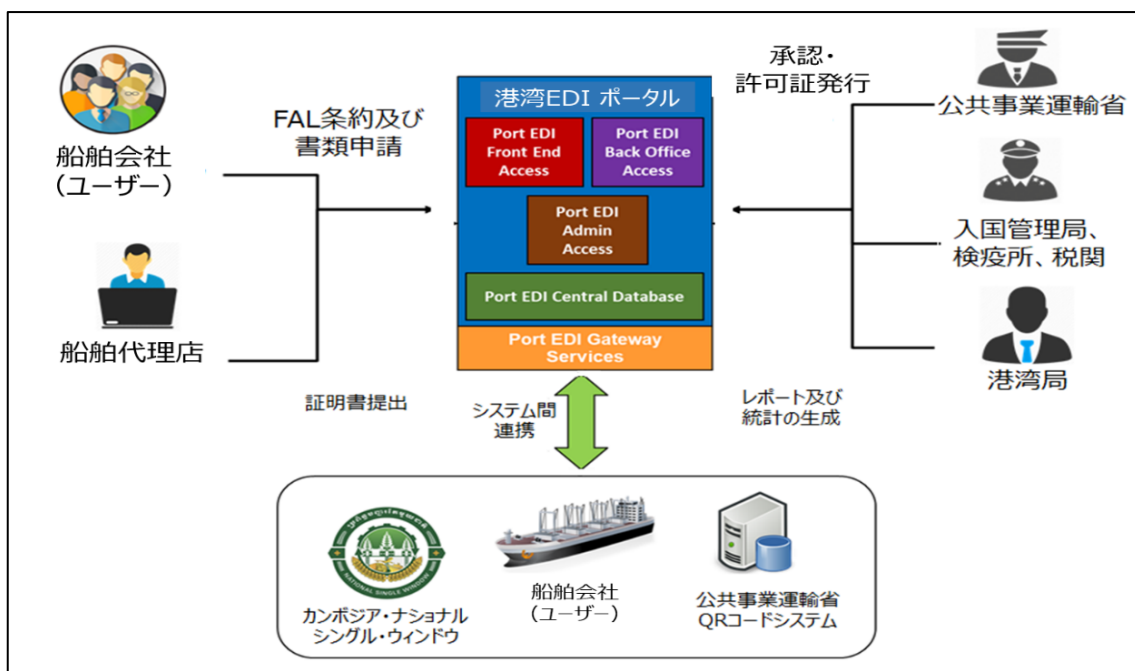 船舶会社
（ユーザー）
船舶代理店
FAL条約及び
書類申請
証明書提出
港湾EDI ポータル
Port EDI
Front End
Access
Port EDI
Back Office
Access
Port EDI
Admin
Access
Port EDI Central Database
Port EDI Gateway
Services
承認・
許可証発行
公共事業運輸省
入国管理局、
検疫所、税関
港湾局
システム間
連携
レポート及び
統計の生成
NATIONAL SINGLE WINDOW
カンボジア・ナショナル
シングル・ウィンドウ
船舶会社
（ユーザー）
公共事業運輸省
QRコードシステム